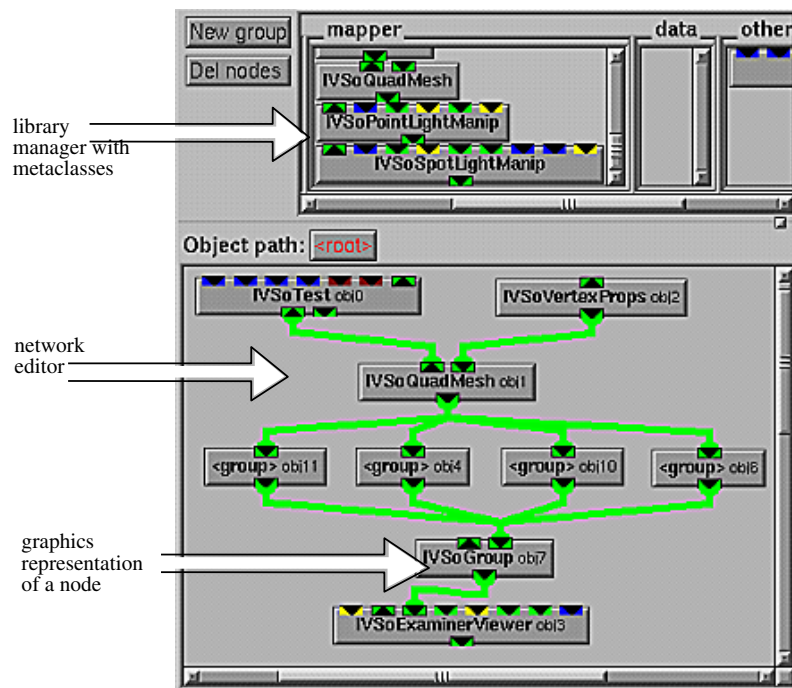 New group
Del nodes
mapper
data
other
IVSoQuadMesh
IVSoPointLightManip
IVSoSpotLightManip
library
manager with
metaclasses
Object path: <root>
IVSoTest obj0
IVSoVertexProps obj2
network
editor
IVSoQuadMesh obj1
<group> obj11
<group> obj4
<group> obj10
<group> obj6
graphics
representation
of a node
IVSoGroup obj7
IVSoExaminerViewer obj3